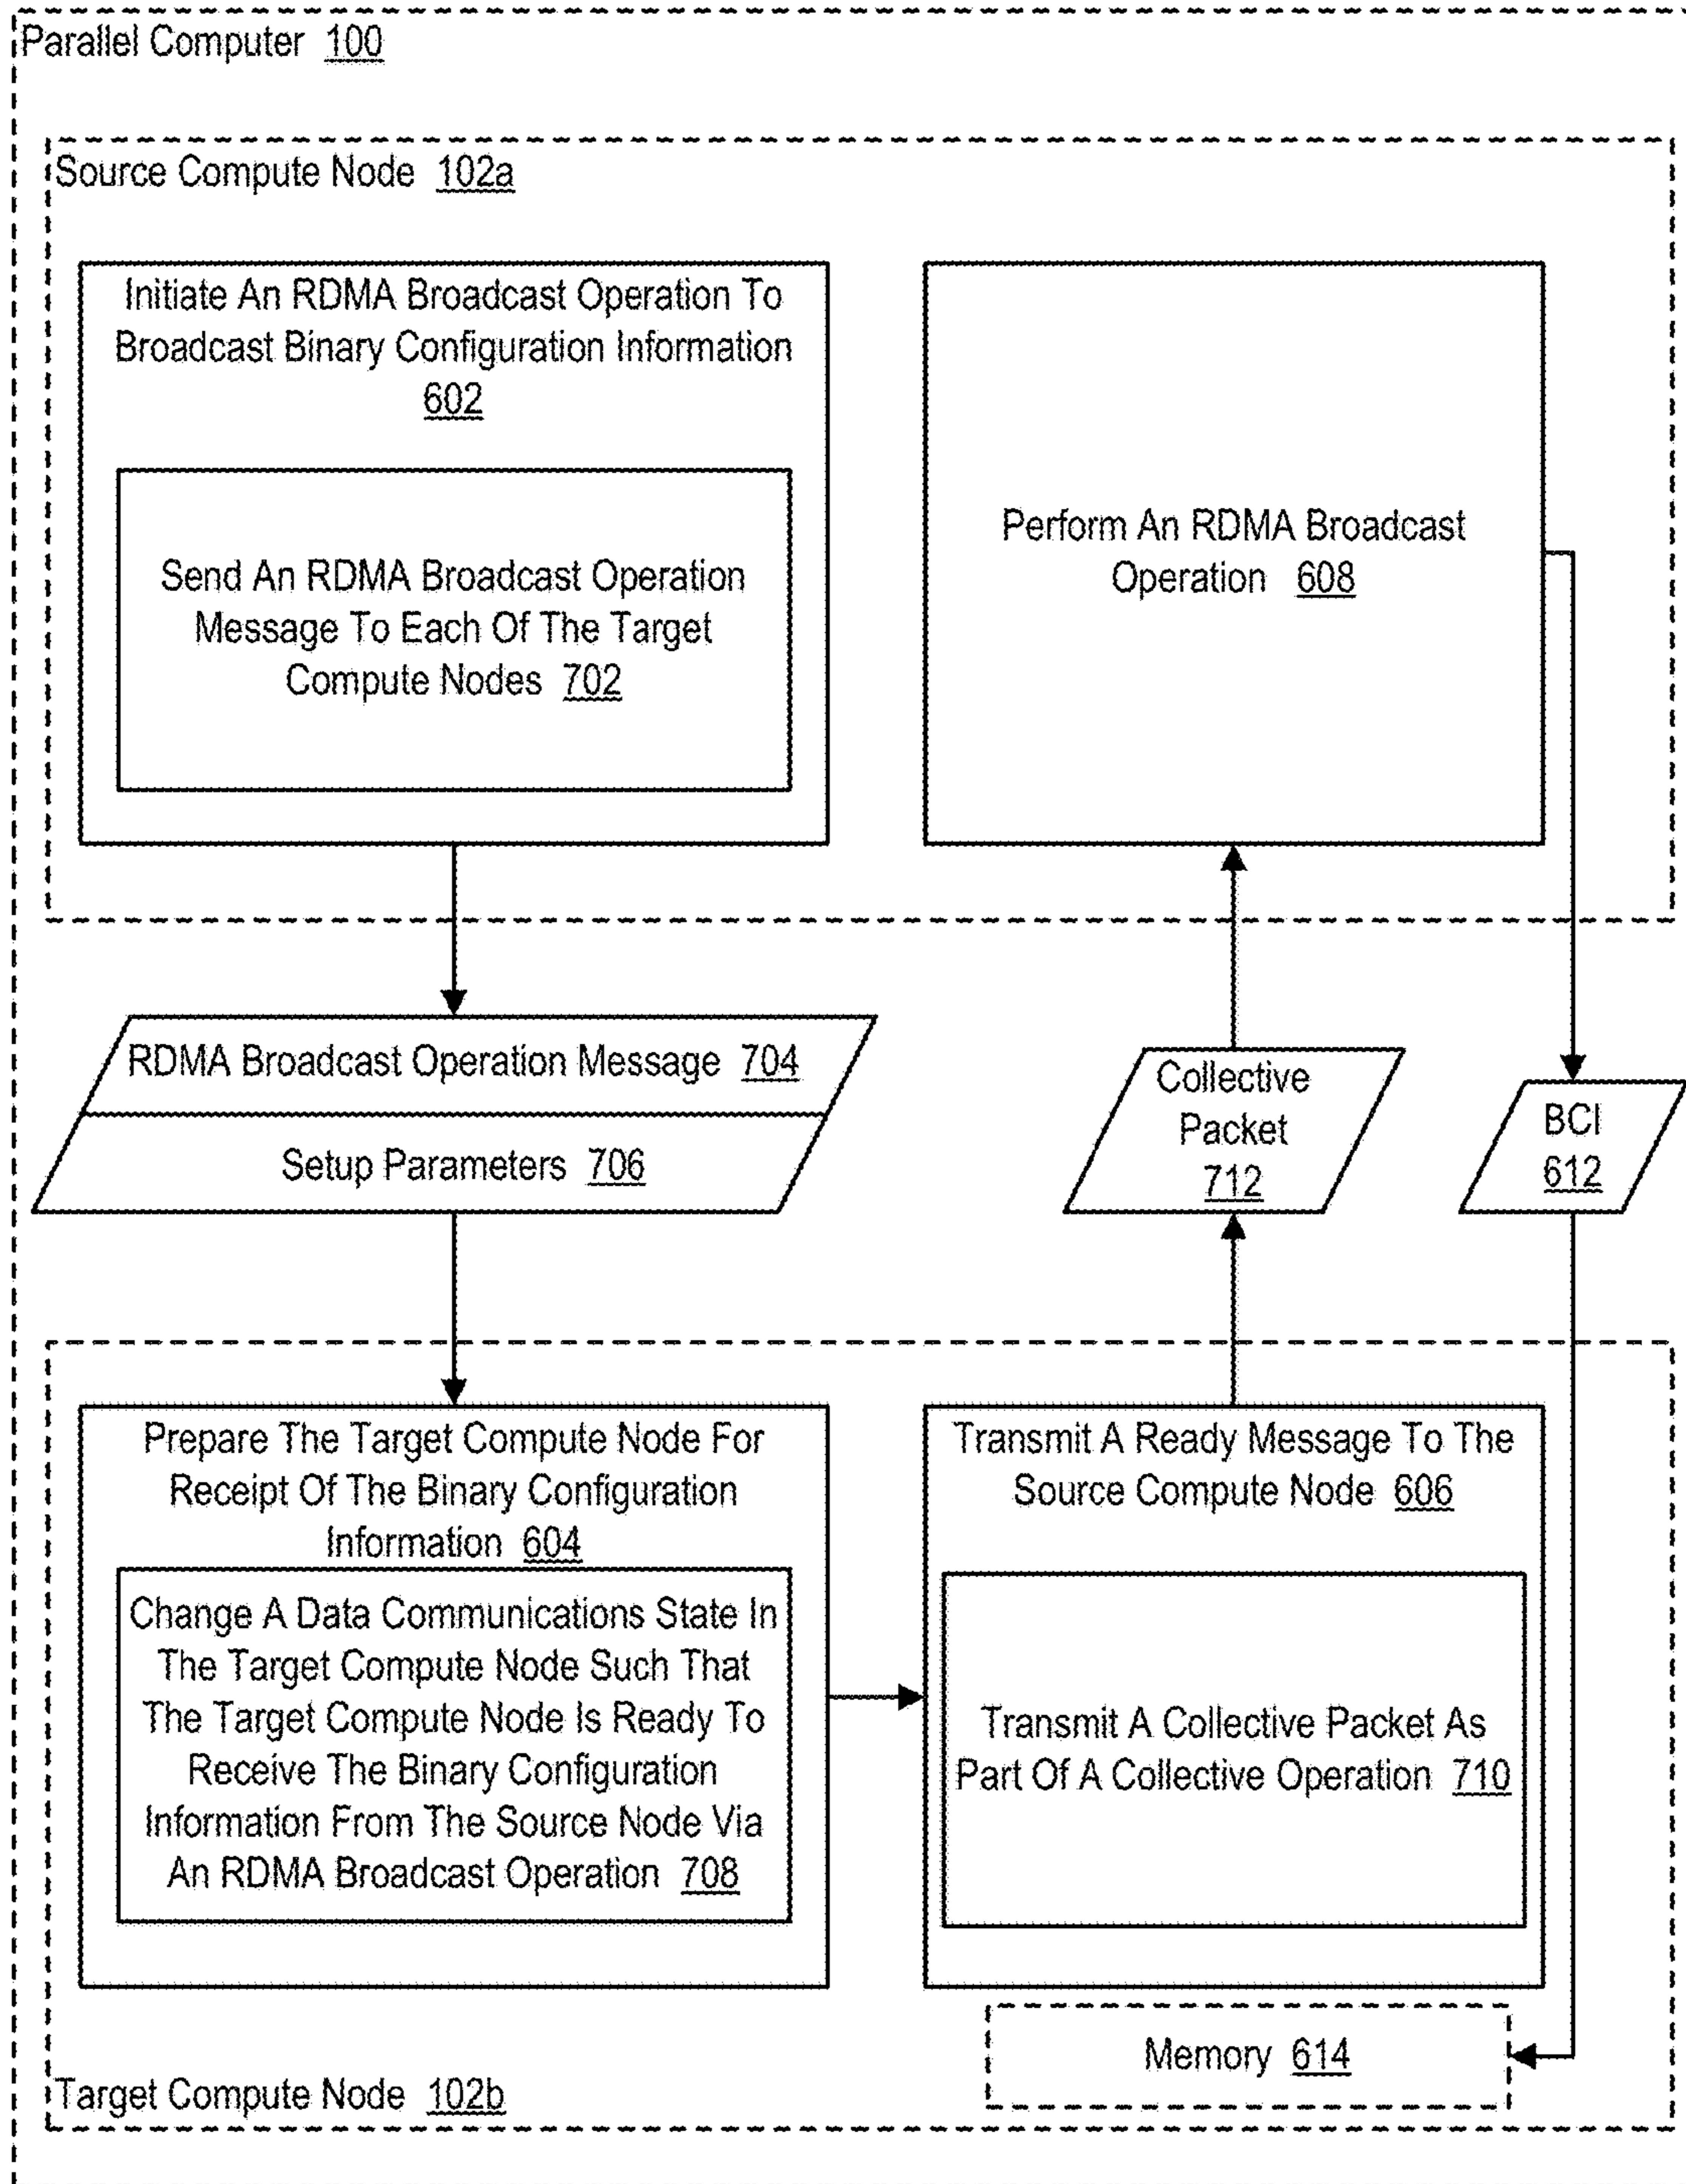 Parallel Computer 100
Source Compute Node 102a
Initiate An RDMA Broadcast Operation To
Broadcast Binary Configuration Information
602
Send An RDMA Broadcast Operation
Message To Each Of The Target
Compute Nodes 702
Perform An RDMA Broadcast
Operation 608
RDMA Broadcast Operation Message 704
Setup Parameters 706
Collective
Packet
712
BCI
612
Prepare The Target Compute Node For
Receipt Of The Binary Configuration
Information 604
Change A Data Communications State In
The Target Compute Node Such That
The Target Compute Node Is Ready To
Receive The Binary Configuration
Information From The Source Node Via
An RDMA Broadcast Operation 708
Transmit A Ready Message To The
Source Compute Node 606
Transmit A Collective Packet As
Part Of A Collective Operation 710
Memory 614
Target Compute Node 102b